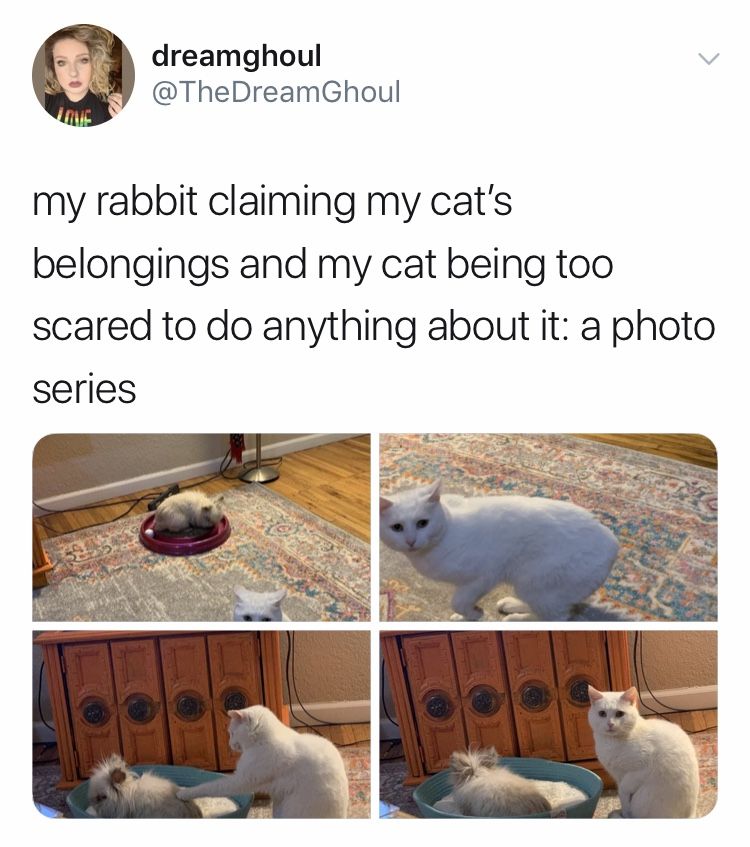 dreamghoul
@TheDreamGhoul
my rabbit claiming my cat's
belongings and my cat being too
scared to do anything about it: a photo
series
LOVE